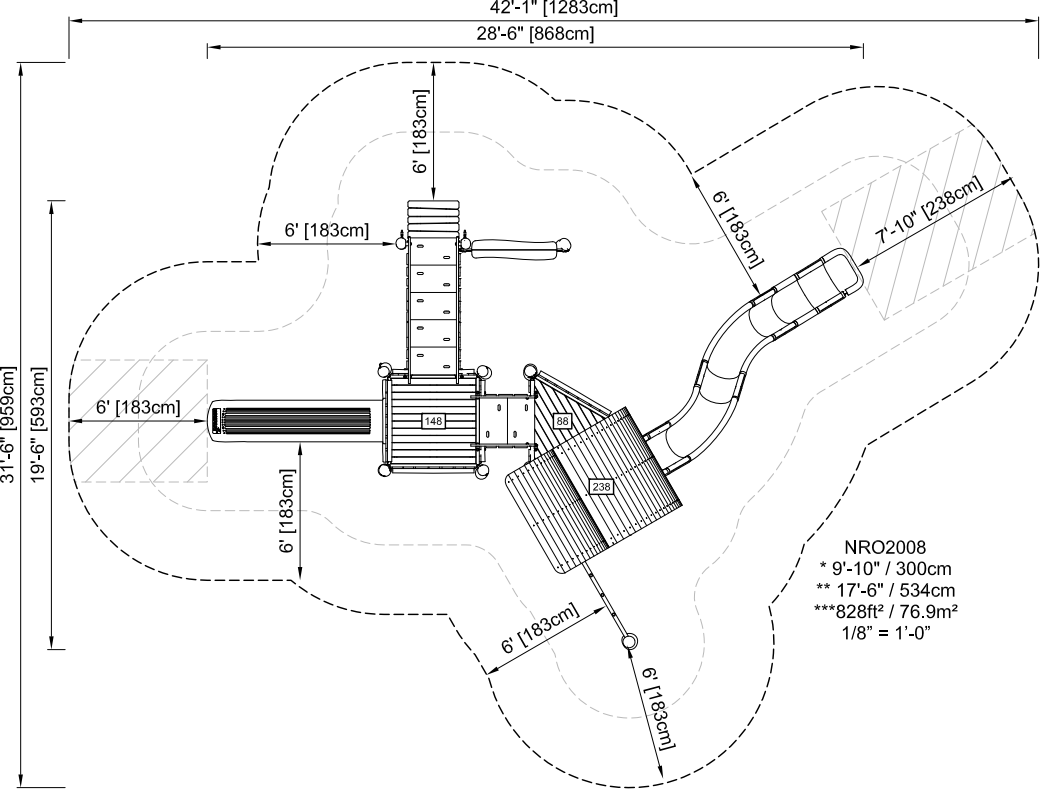 42'-1" [1283cm]
28'-6" [868cm]
6' [183cm]
6' [183cm]
6' [183cm]
7'-10" [238cm]
31'-6" [959cm]
19'-6" [593cm]
6' [183cm]
148
88
238
6' [183cm]
NRO2008
* 9'-10" / 300cm
** 17'-6" / 534cm
***828ft² / 76.9m²
1/8” = 1’-0”
6' [183cm]
6' [183cm]